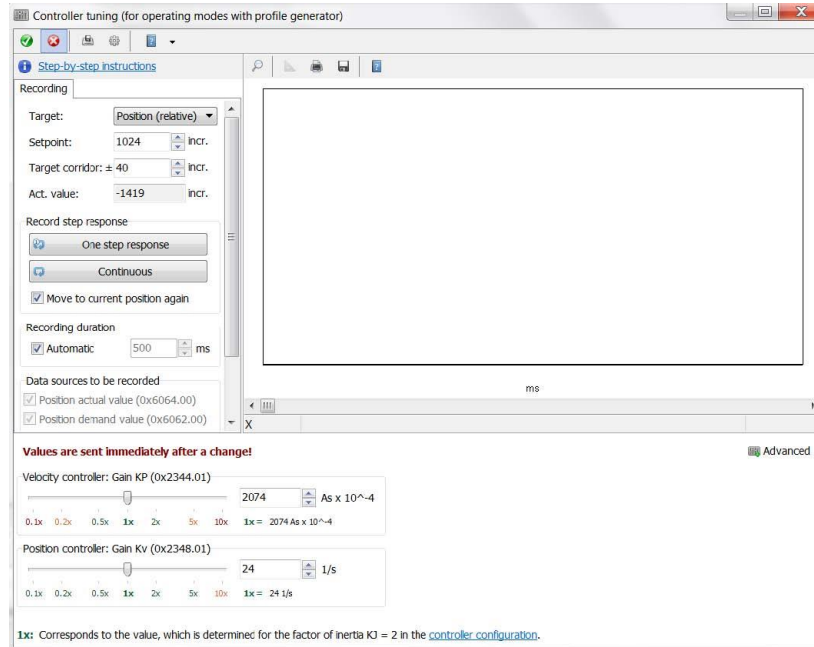 Controller tuning (for operating modes with profile generator)
Step-by-step instructions
Recording
Target: Position (relative)
Setpoint: 1024 incr.
Target corridor: ± 40 incr.
Act. value: -1419 incr.
Record step response
One step response
Continuous
Move to current position again
Recording duration
Automatic 500 ms
Data sources to be recorded
Position actual value (0x6064.00)
Position demand value (0x6062.00)
ms
X
Values are sent immediately after a change!
Advanced
Velocity controller: Gain KP (0x2344.01)
2074 As x 10^-4
0.1x 0.2x 0.5x 1x 2x 5x 10x 1x = 2074 As x 10^-4
Position controller: Gain Kv (0x2348.01)
24 1/s
0.1x 0.2x 0.5x 1x 2x 5x 10x 1x = 24 1/s
1x: Corresponds to the value, which is determined for the factor of inertia KJ = 2 in the controller configuration.